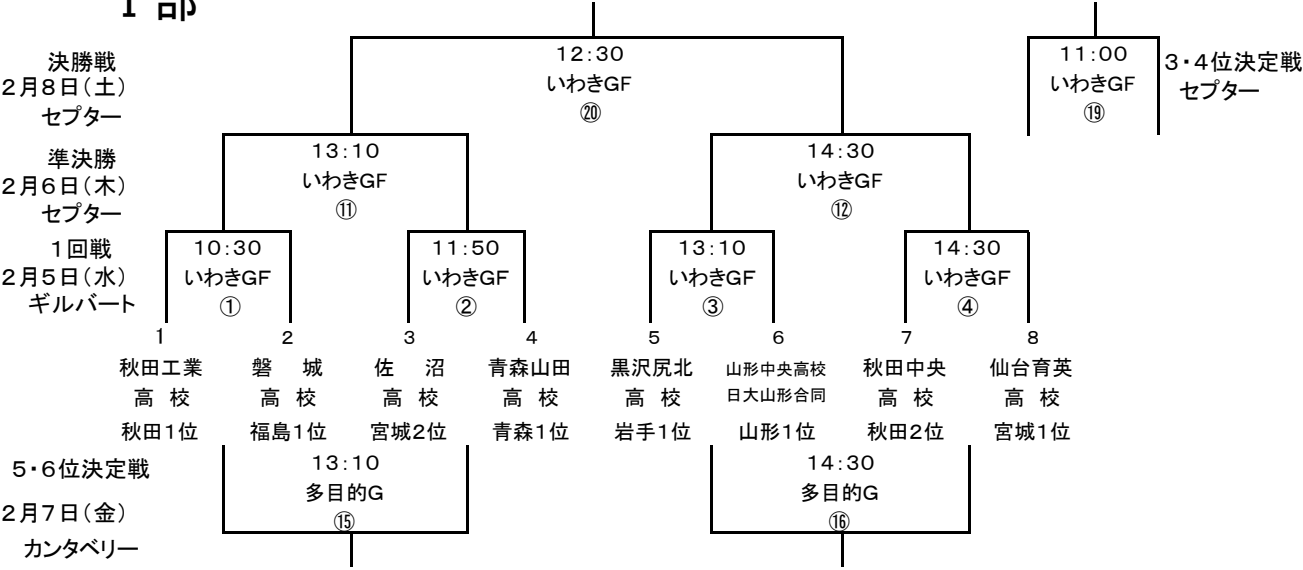 Ⅰ 部
決勝戦
2月8日(土)
セプター
12:30
いわきGF
⑳
11:00
いわきGF
⑲
3・4位決定戦
セプター
準決勝
2月6日(木)
セプター
13:10
いわきGF
⑪
14:30
いわきGF
⑫
1回戦
2月5日(水)
ギルバート
10:30
いわきGF
①
11:50
いわきGF
②
13:10
いわきGF
③
14:30
いわきGF
④
1 2 3 4 5 6 7 8
秋田工業 磐 城 佐 沼 青森山田 黒沢尻北 山形中央高校 秋田中央 仙台育英
高 校 高 校 高 校 高 校 高 校 日大山形合同 高 校 高 校
秋田1位 福島1位 宮城2位 青森1位 岩手1位 山形1位 秋田2位 宮城1位
5・6位決定戦
2月7日(金)
カンタベリー
13:10
多目的G
⑮
14:30
多目的G
⑯